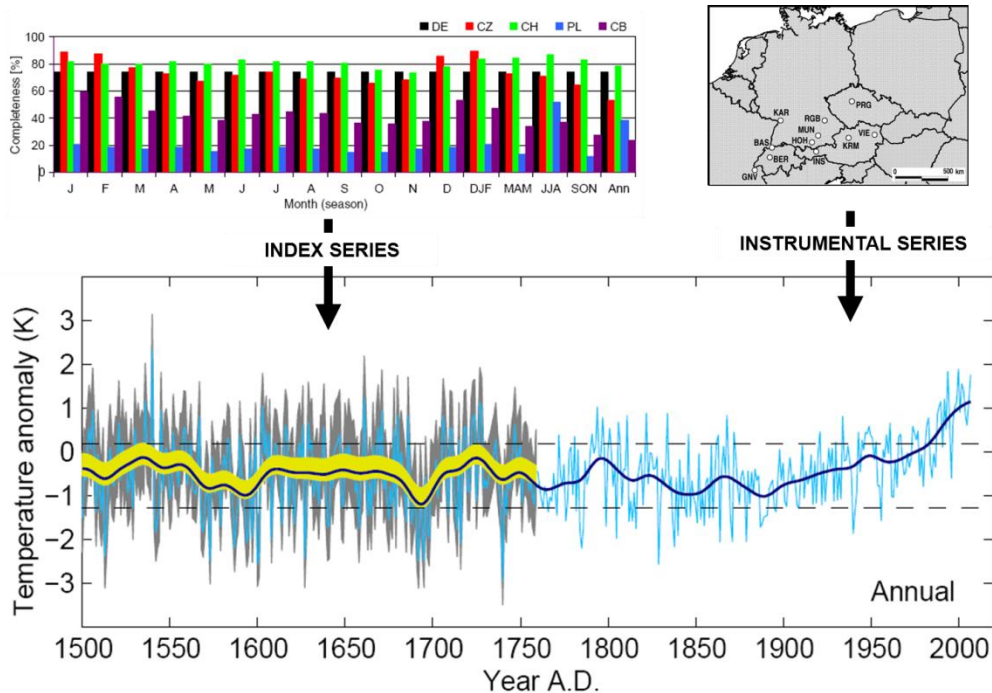 DE CZ CH PL CB
Completeness [%]
100
80
60
40
20
0
J F M A M J J A S O N D DJF MAM JJA SON Ann
Month (season)
PRG
KAR
RGB
MUN
VIE
HOH
KRM
BAS
BER
INS
GNV
0 500 km
INDEX SERIES
INSTRUMENTAL SERIES
Temperature anomaly (K)
3
2
1
0
−1
−2
−3
Annual
1500 1550 1600 1650 1700 1750 1800 1850 1900 1950 2000
Year A.D.